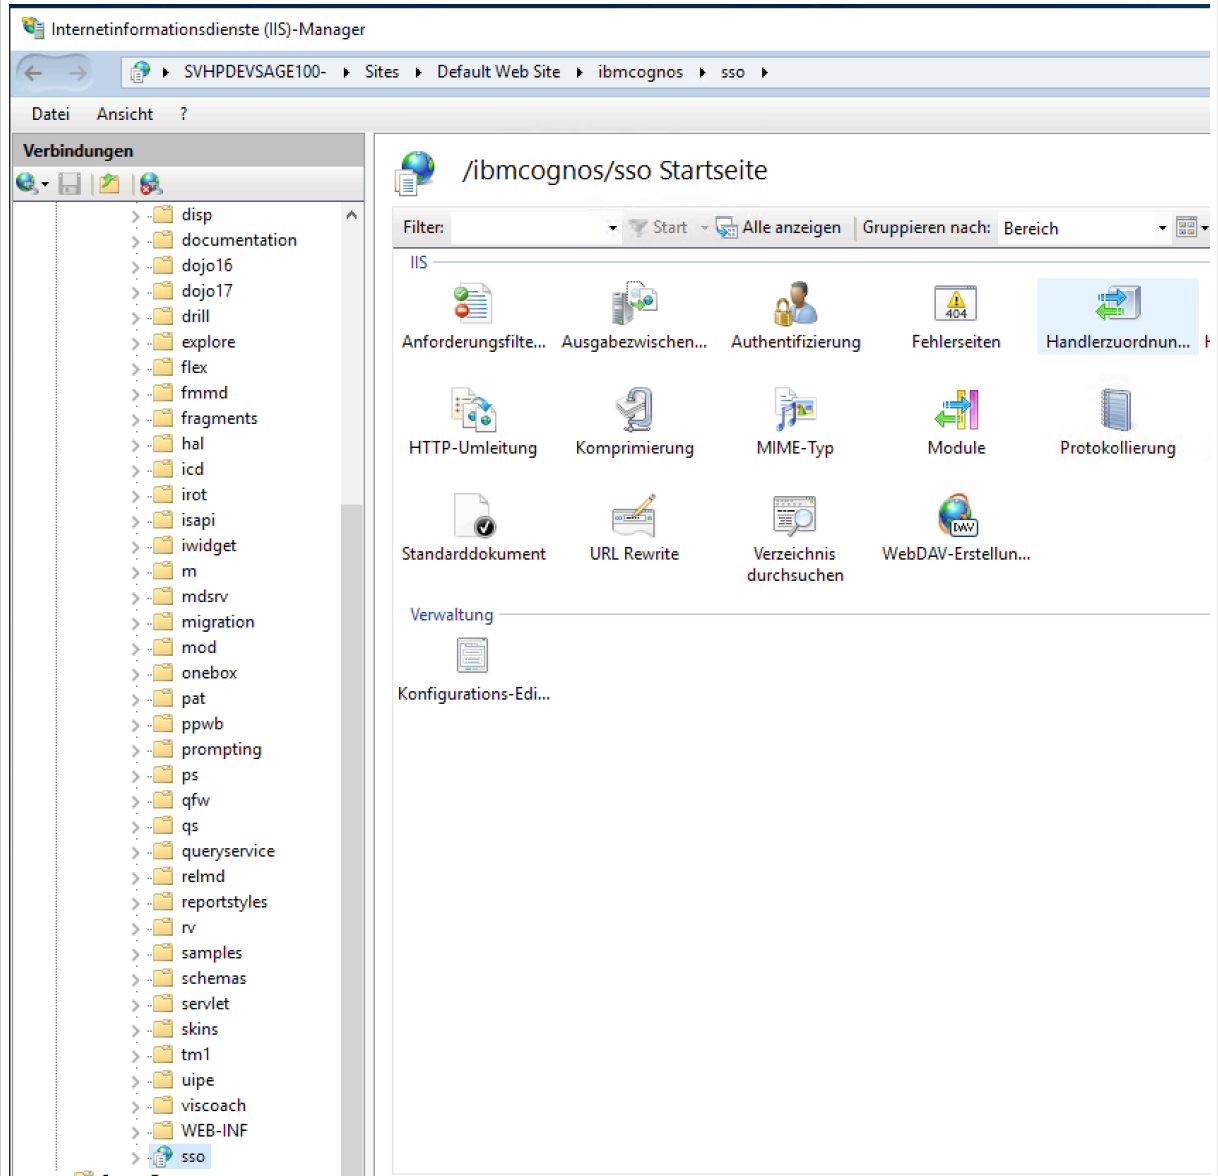 Internetinformationsdienste (IIS)-Manager
SVHPDEVSAGE100- Sites Default Web Site ibmcognos sso
Datei Ansicht ?
Verbindungen
disp
documentation
dojo16
dojo17
drill
explore
flex
fmmd
fragments
hal
icd
irot
isapi
iwidget
m
mdsrv
migration
mod
onebox
pat
ppwb
prompting
ps
qfw
qs
queryservice
relmd
reportstyles
rv
samples
schemas
servlet
skins
tm1
uipe
viscoach
WEB-INF
sso
/ibmcognos/sso Startseite
Filter: Start Alle anzeigen Gruppieren nach: Bereich
IIS
Anforderungsfilte... Ausgabezwischen... Authentifizierung Fehlerseiten Handlerzuordnun...
404
HTTP-Umleitung Komprimierung MIME-Typ Module Protokollierung
DAV
Standarddokument URL Rewrite Verzeichnis durchsuchen WebDAV-Erstellun...
Verwaltung
Konfigurations-Edi...